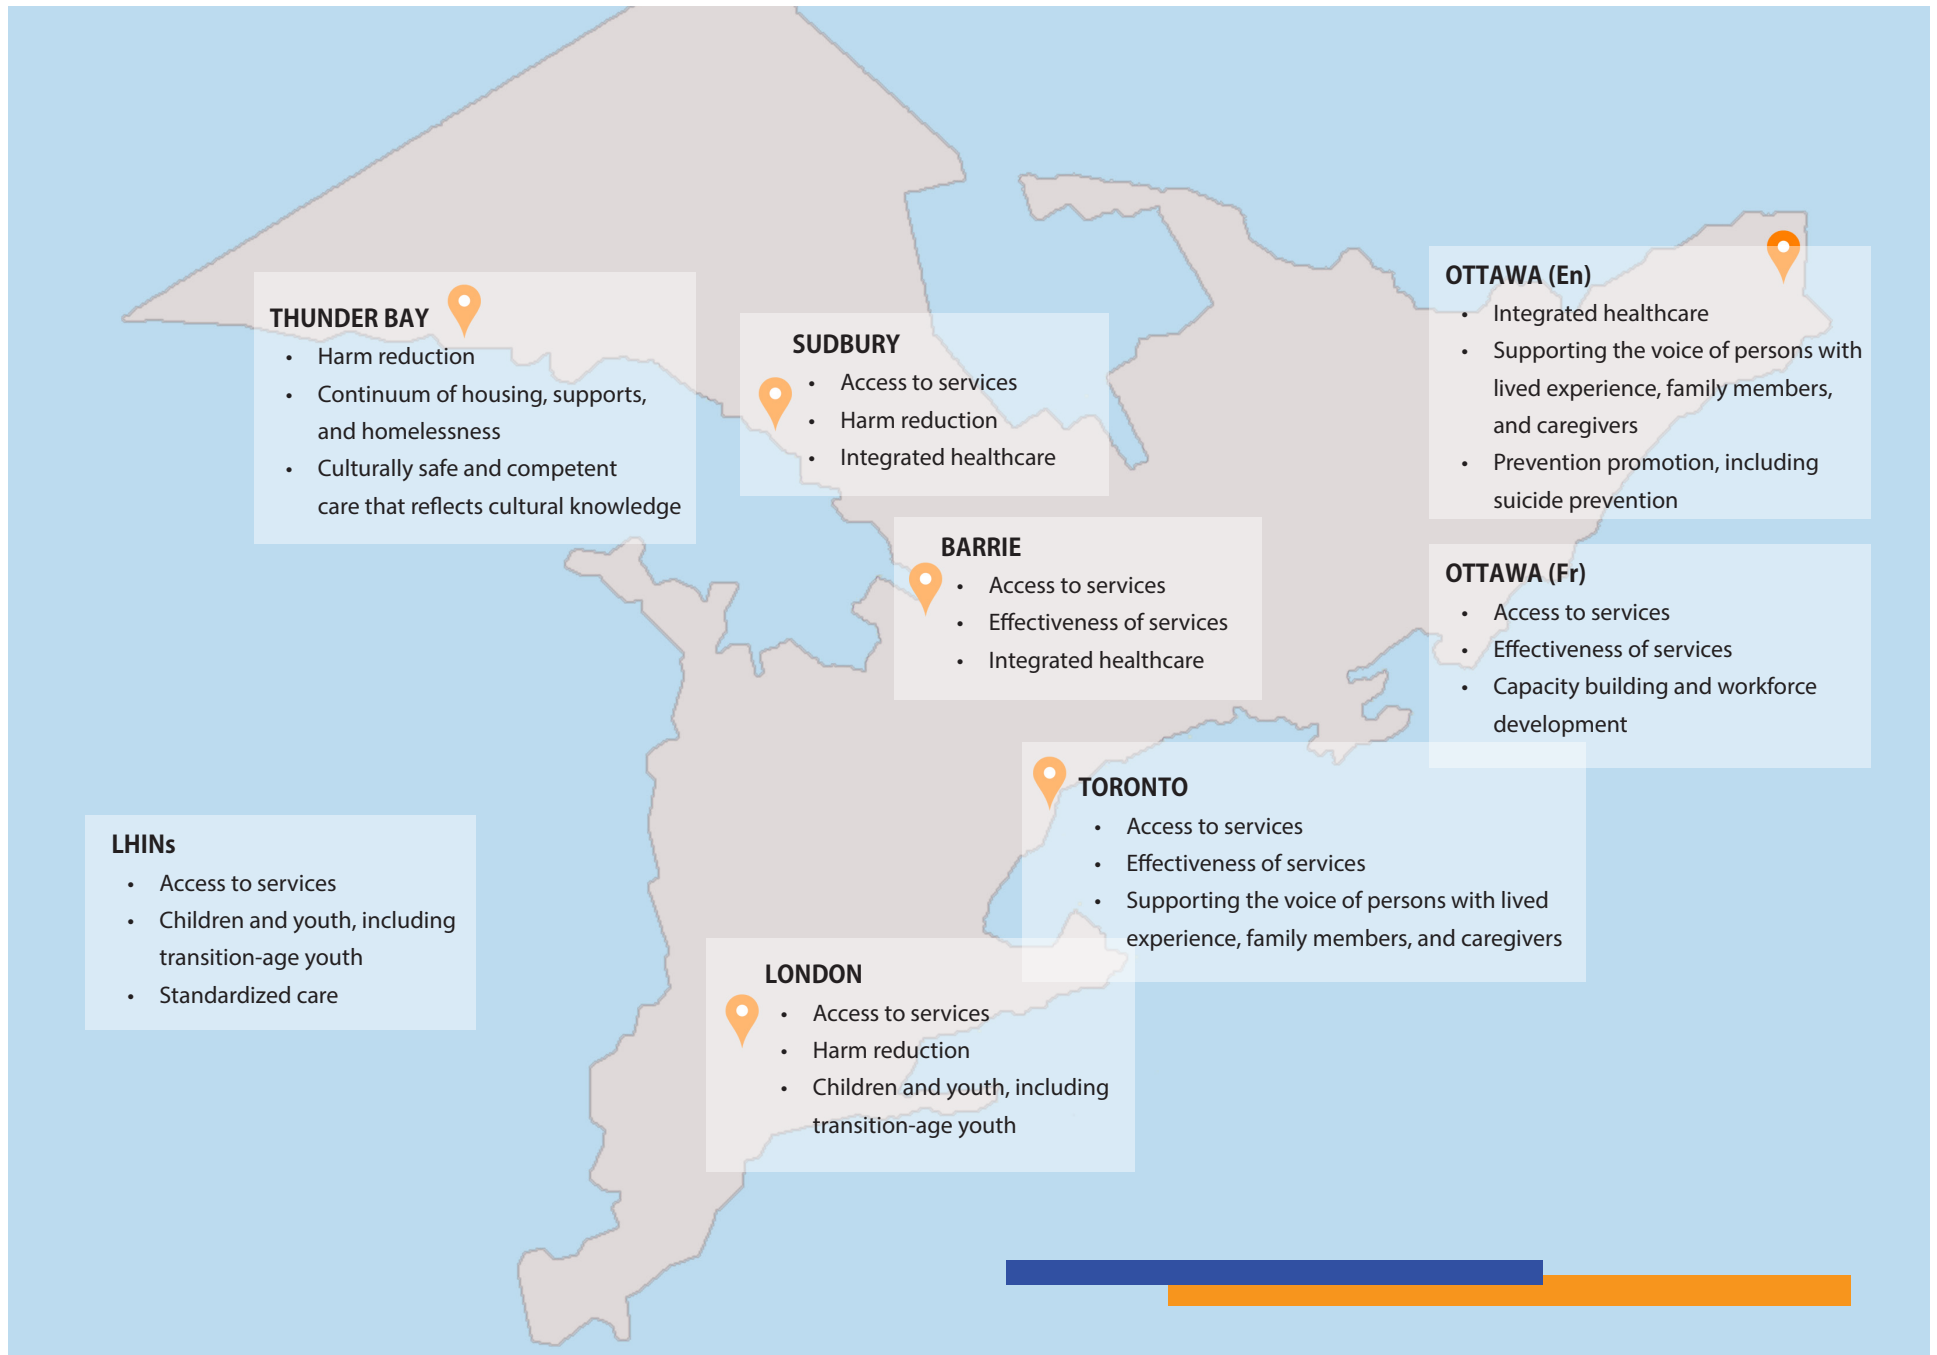 THUNDER BAY
• Harm reduction
• Continuum of housing, supports,
and homelessness
• Culturally safe and competent
care that reflects cultural knowledge
SUDBURY
• Access to services
• Harm reduction
• Integrated healthcare
OTTAWA (En)
• Integrated healthcare
• Supporting the voice of persons with
lived experience, family members,
and caregivers
• Prevention promotion, including
suicide prevention
BARRIE
• Access to services
• Effectiveness of services
• Integrated healthcare
OTTAWA (Fr)
• Access to services
• Effectiveness of services
• Capacity building and workforce
development
TORONTO
• Access to services
• Effectiveness of services
• Supporting the voice of persons with lived
experience, family members, and caregivers
LHINs
• Access to services
• Children and youth, including
transition-age youth
• Standardized care
LONDON
• Access to services
• Harm reduction
• Children and youth, including
transition-age youth